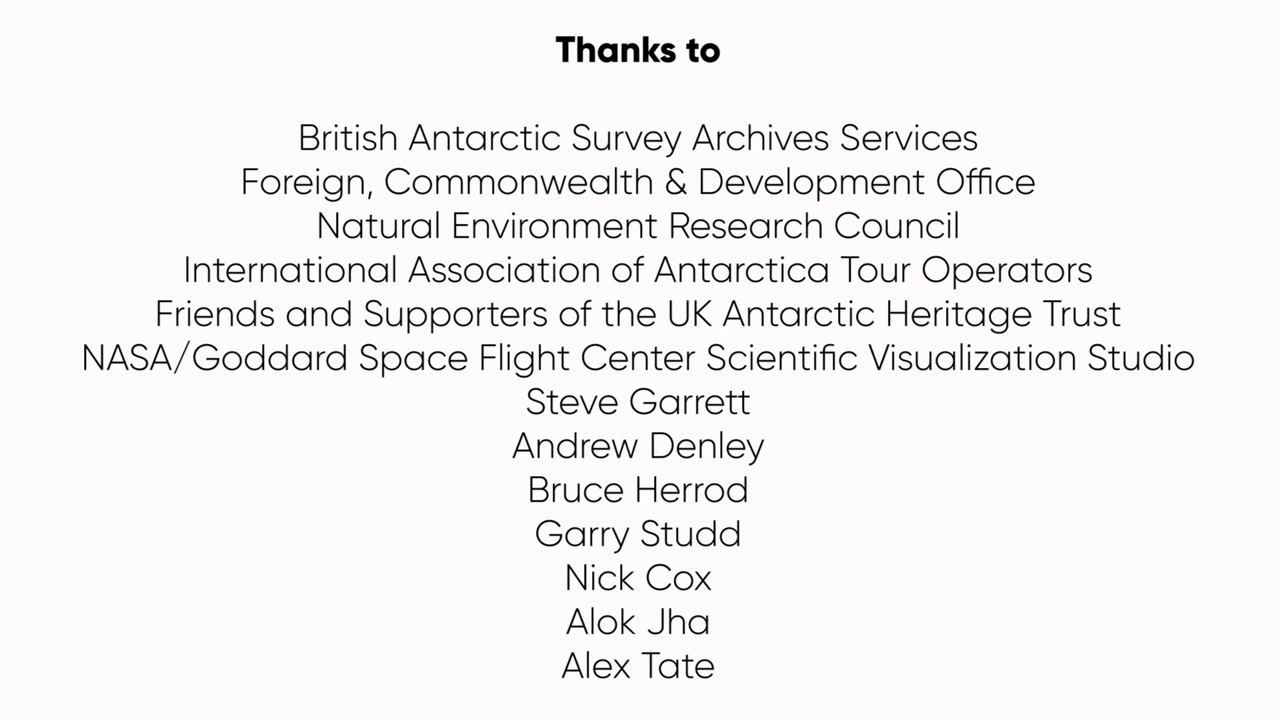 Thanks to
British Antarctic Survey Archives Services
Foreign, Commonwealth & Development Office
Natural Environment Research Council
International Association of Antarctica Tour Operators
Friends and Supporters of the UK Antarctic Heritage Trust
NASA/Goddard Space Flight Center Scientific Visualization Studio
Steve Garrett
Andrew Denley
Bruce Herrod
Garry Studd
Nick Cox
Alok Jha
Alex Tate